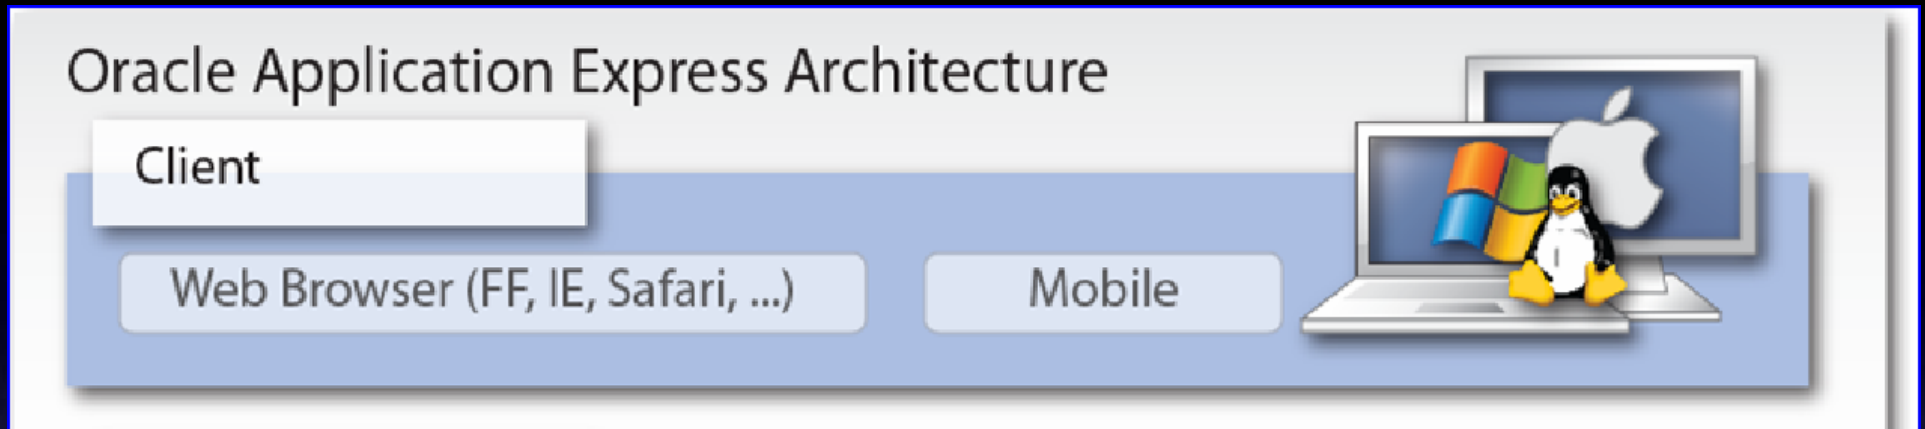 Oracle Application Express Architecture
Client
Web Browser (FF, IE, Safari, ...)
Mobile